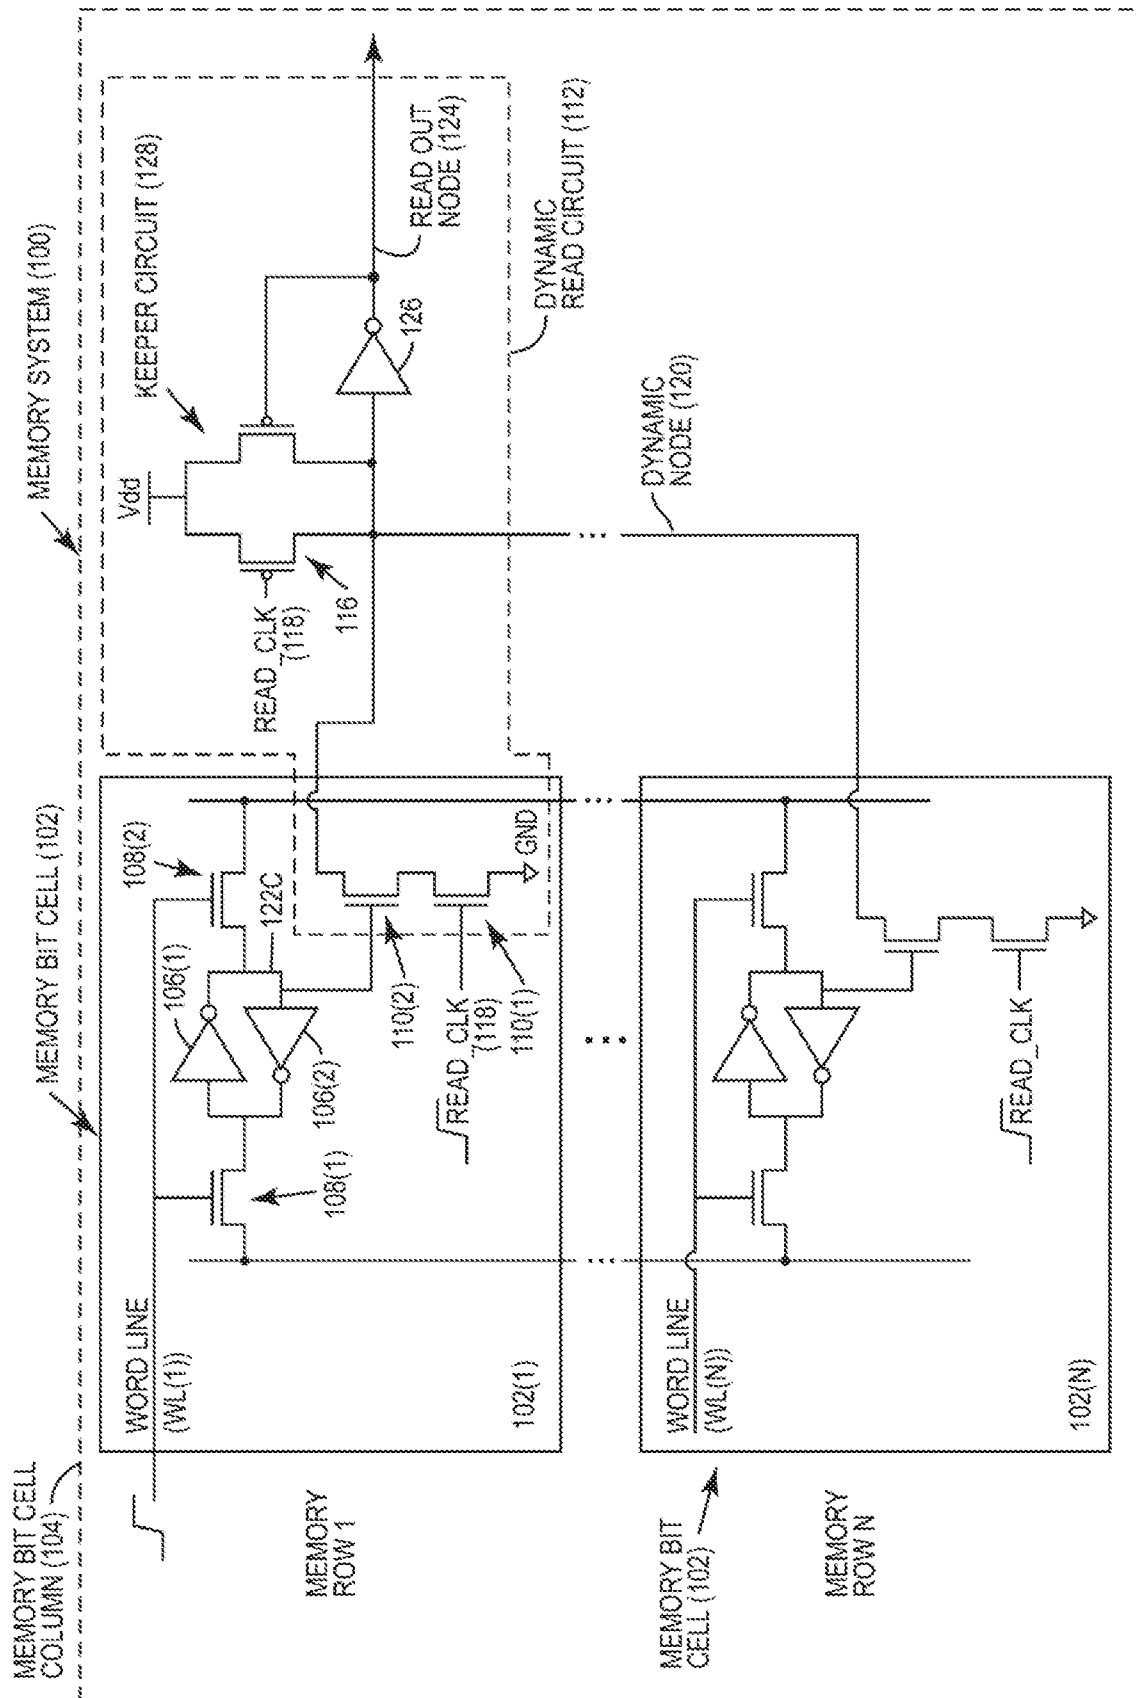 MEMORY SYSTEM (100)
MEMORY BIT CELL
COLUMN (104)
MEMORY BIT CELL (102)
KEEPER CIRCUIT (128)
Vdd
READ_CLK
(118)
116
126
READ OUT
NODE (124)
DYNAMIC
READ CIRCUIT (112)
DYNAMIC
NODE (120)
WORD LINE
(WL(1))
108(2)
106(1)
122C
106(2)
108(1)
110(2)
READ_CLK
(118)
110(1)
GND
102(1)
MEMORY
ROW 1
MEMORY BIT
CELL (102)
WORD LINE
(WL(N))
READ_CLK
102(N)
MEMORY
ROW N